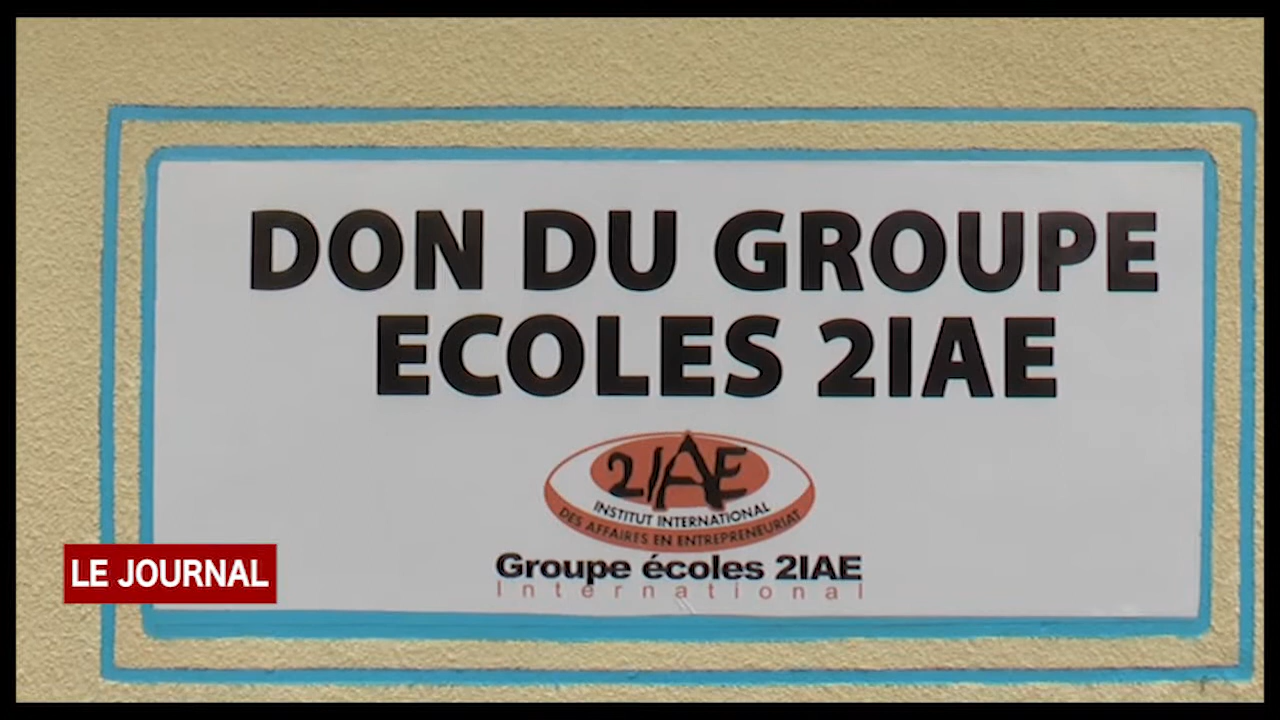 DON DU GROUPE
ECOLES 2IAE
2IAE
INSTITUT INTERNATIONAL
DES AFFAIRES EN ENTREPRENEURIAT
Groupe écoles 2IAE
International
LE JOURNAL